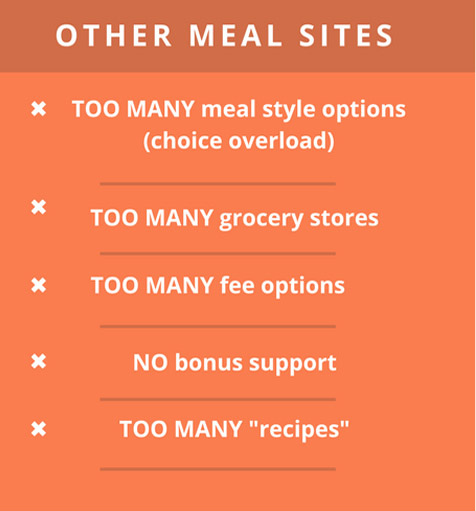 OTHER MEAL SITES
✖ TOO MANY meal style options
(choice overload)
✖ TOO MANY grocery stores
✖ TOO MANY fee options
✖ NO bonus support
✖ TOO MANY "recipes"